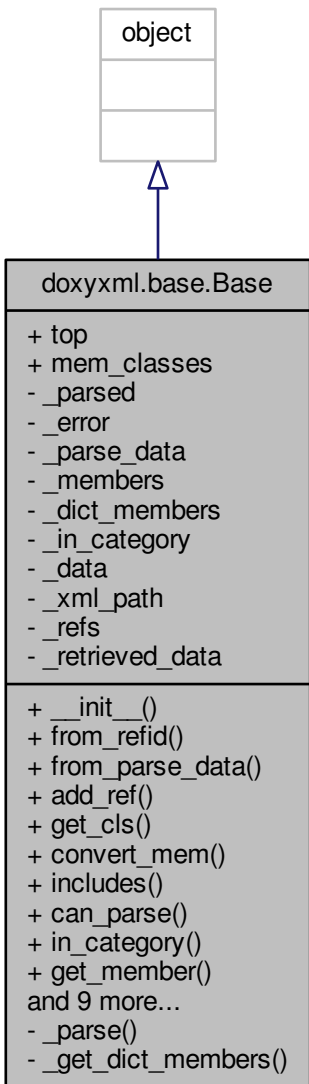 object
doxyxml.base.Base
+ top
+ mem_classes
- _parsed
- _error
- _parse_data
- _members
- _dict_members
- _in_category
- _data
- _xml_path
- _refs
- _retrieved_data
+ __init__()
+ from_refid()
+ from_parse_data()
+ add_ref()
+ get_cls()
+ convert_mem()
+ includes()
+ can_parse()
+ in_category()
+ get_member()
and 9 more...
- _parse()
- _get_dict_members()